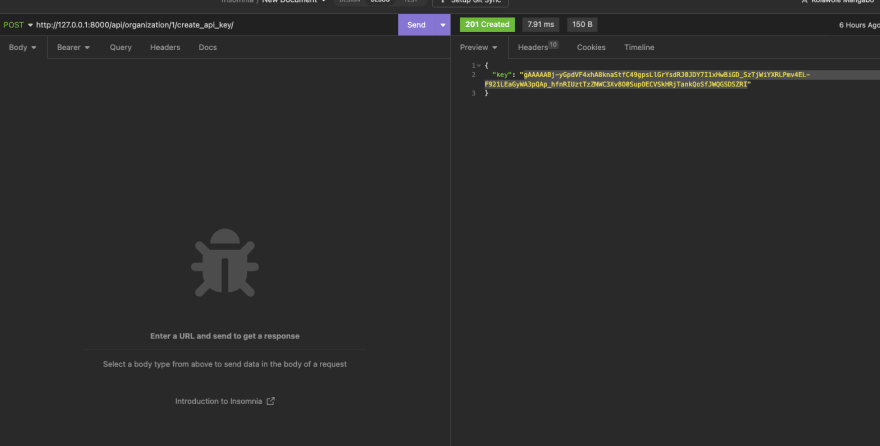 Insomnia / New Document
DESIGN DEBUG TEST
Setup Git Sync
Kolawole Mangabo
POST http://127.0.0.1:8000/api/organization/1/create_api_key/
Send
201 Created 7.91 ms 150 B
6 Hours Ago
Body Bearer Query Headers Docs
Preview Headers 10 Cookies Timeline
1 {
2 "key":
3 }
Enter a URL and send to get a response
Select a body type from above to send data in the body of a request
Introduction to Insomnia